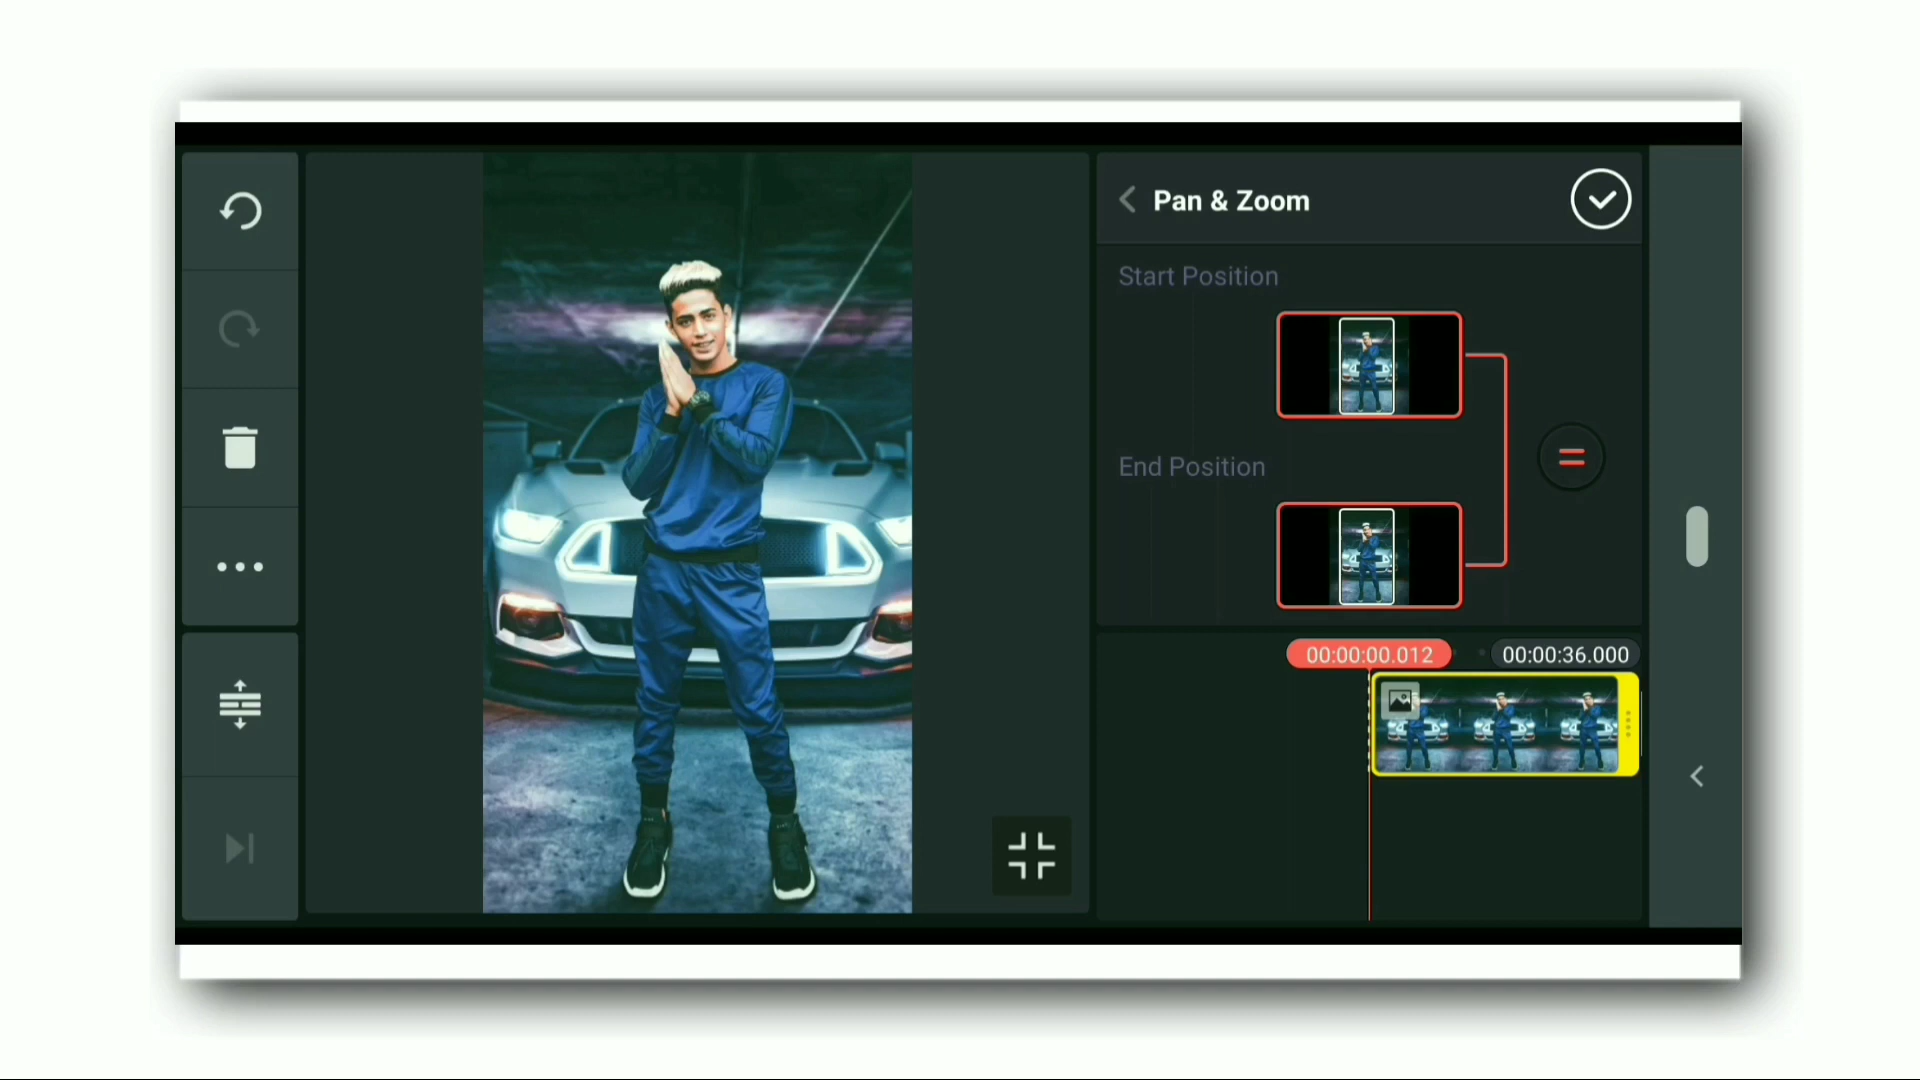 Pan & Zoom
Start Position
End Position
00:00:00.012
00:00:36.000